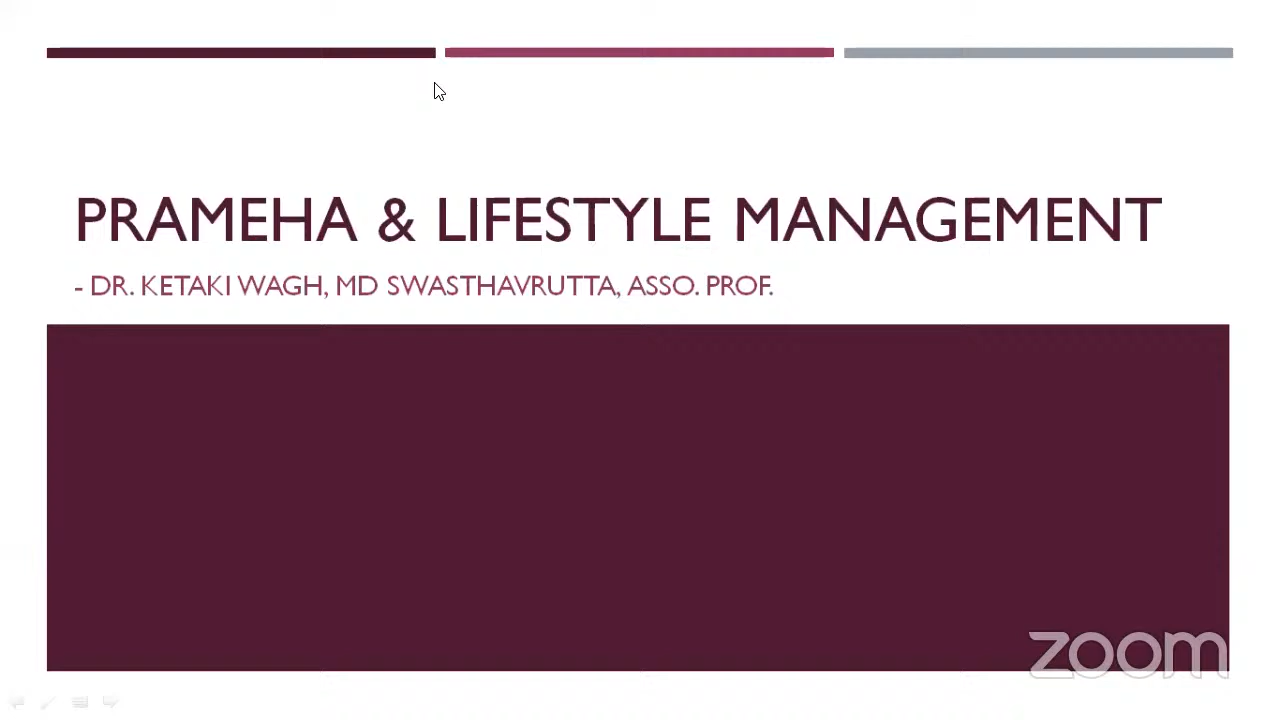 PRAMEHA & LIFESTYLE MANAGEMENT
- DR. KETAKI WAGH, MD SWASTHAVRUTTA, ASSO. PROF.
zoom